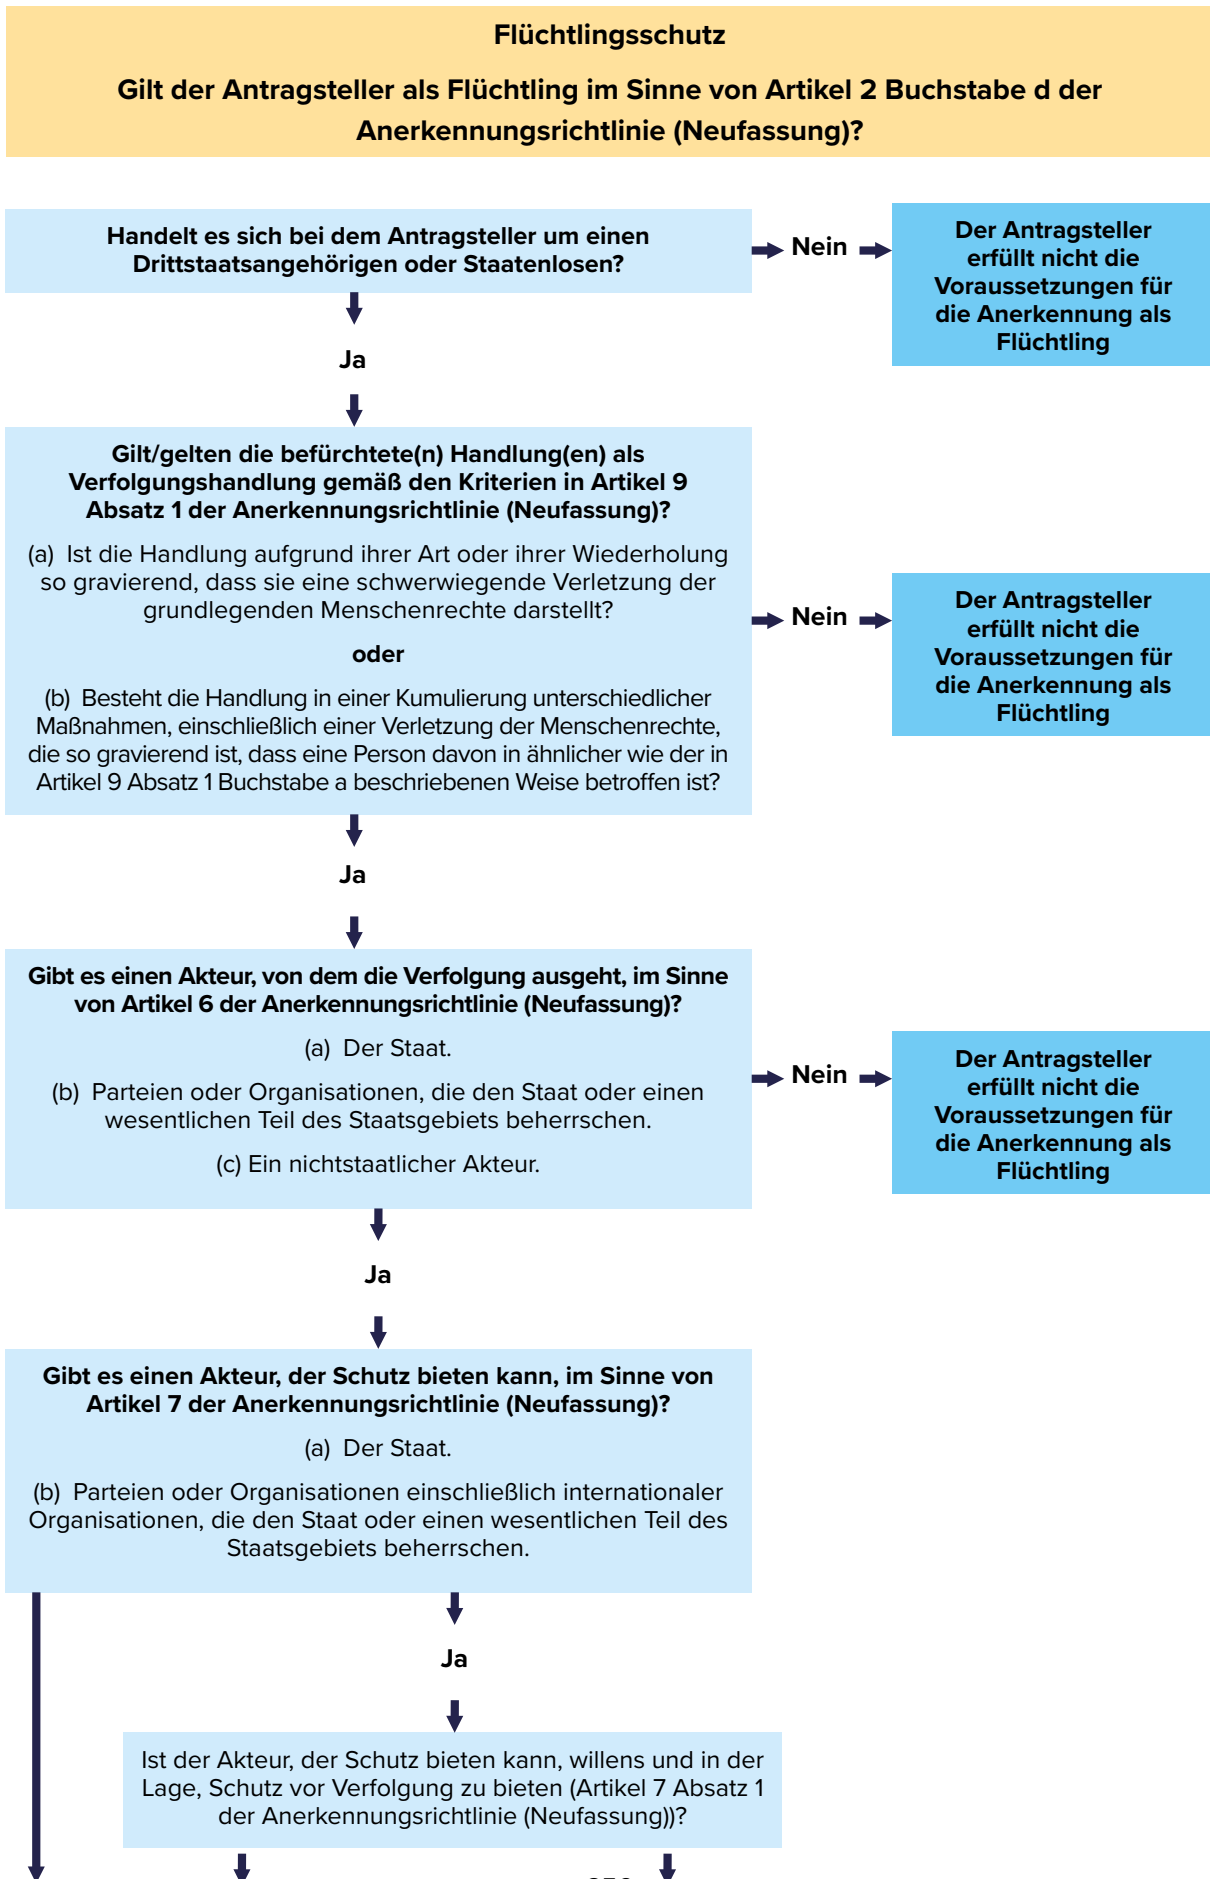 Flüchtlingsschutz
Gilt der Antragsteller als Flüchtling im Sinne von Artikel 2 Buchstabe d der
Anerkennungsrichtlinie (Neufassung)?
Handelt es sich bei dem Antragsteller um einen
Drittstaatsangehörigen oder Staatenlosen?
Nein
Der Antragsteller
erfüllt nicht die
Voraussetzungen für
die Anerkennung als
Flüchtling
Ja
Gilt/gelten die befürchtete(n) Handlung(en) als
Verfolgungshandlung gemäß den Kriterien in Artikel 9
Absatz 1 der Anerkennungsrichtlinie (Neufassung)?
(a) Ist die Handlung aufgrund ihrer Art oder ihrer Wiederholung
so gravierend, dass sie eine schwerwiegende Verletzung der
grundlegenden Menschenrechte darstellt?
oder
(b) Besteht die Handlung in einer Kumulierung unterschiedlicher
Maßnahmen, einschließlich einer Verletzung der Menschenrechte,
die so gravierend ist, dass eine Person davon in ähnlicher wie der in
Artikel 9 Absatz 1 Buchstabe a beschriebenen Weise betroffen ist?
Nein
Der Antragsteller
erfüllt nicht die
Voraussetzungen für
die Anerkennung als
Flüchtling
Ja
Gibt es einen Akteur, von dem die Verfolgung ausgeht, im Sinne
von Artikel 6 der Anerkennungsrichtlinie (Neufassung)?
(a) Der Staat.
(b) Parteien oder Organisationen, die den Staat oder einen
wesentlichen Teil des Staatsgebiets beherrschen.
(c) Ein nichtstaatlicher Akteur.
Nein
Der Antragsteller
erfüllt nicht die
Voraussetzungen für
die Anerkennung als
Flüchtling
Ja
Gibt es einen Akteur, der Schutz bieten kann, im Sinne von
Artikel 7 der Anerkennungsrichtlinie (Neufassung)?
(a) Der Staat.
(b) Parteien oder Organisationen einschließlich internationaler
Organisationen, die den Staat oder einen wesentlichen Teil des
Staatsgebiets beherrschen.
Ja
Ist der Akteur, der Schutz bieten kann, willens und in der
Lage, Schutz vor Verfolgung zu bieten (Artikel 7 Absatz 1
der Anerkennungsrichtlinie (Neufassung))?